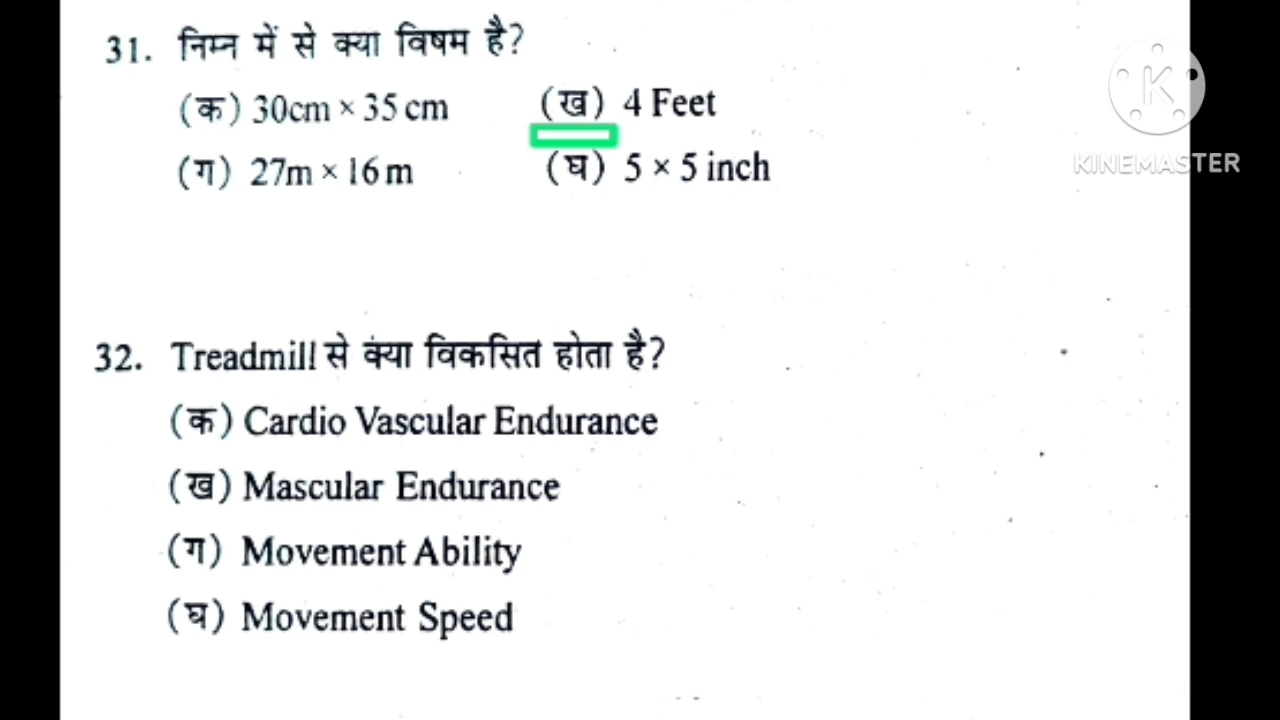 31. निम्न में से क्या विषम है?
(क) 30cm × 35 cm (ख) 4 Feet
(ग) 27m × 16 m (घ) 5 × 5 inch
K
KINEMASTER
32. Treadmill से क्या विकसित होता है?
(क) Cardio Vascular Endurance
(ख) Mascular Endurance
(ग) Movement Ability
(घ) Movement Speed